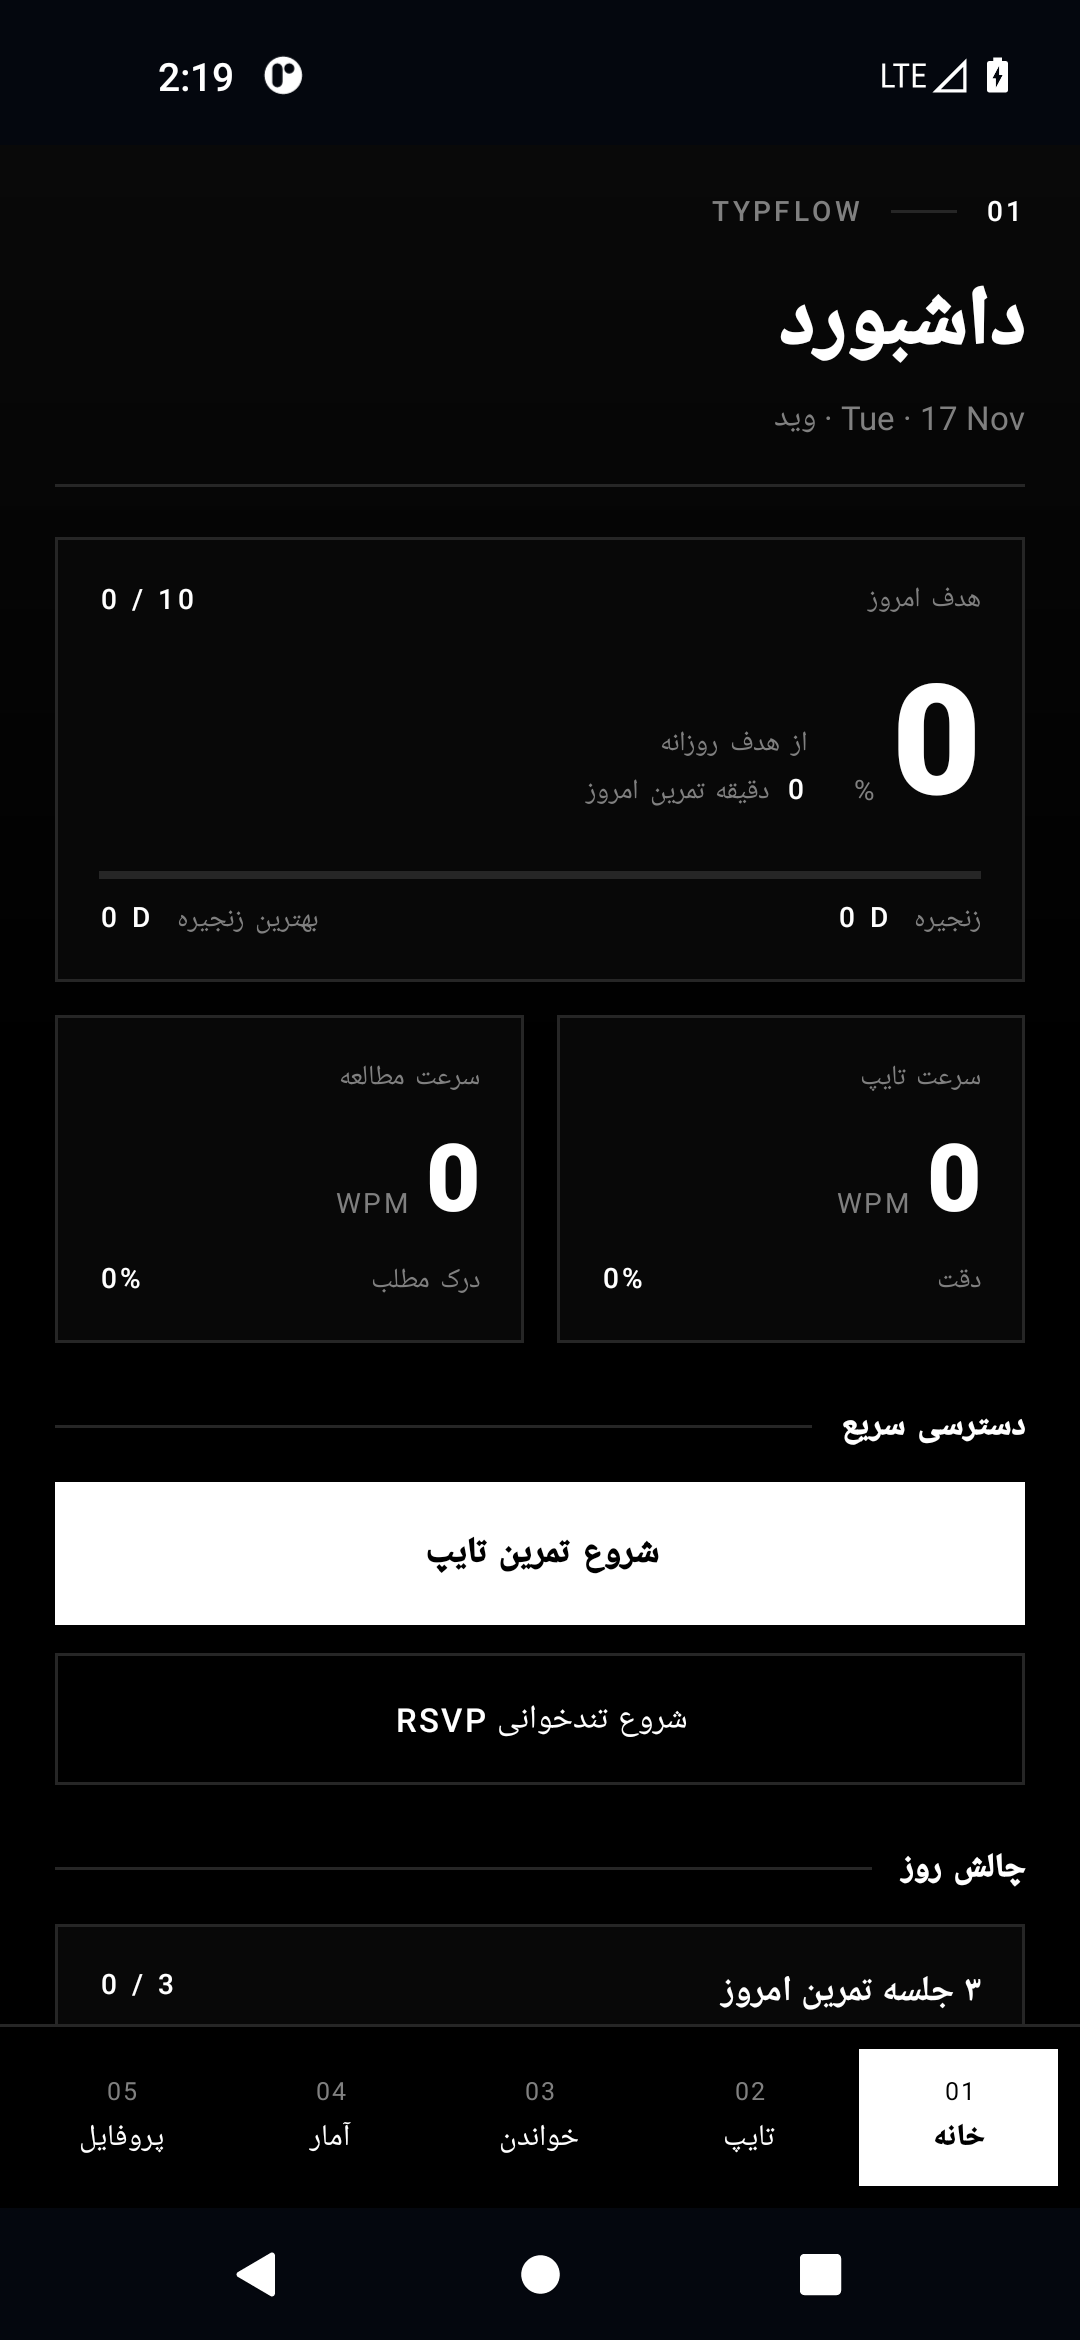 2:19 LTE
01 TYPFLOW
داشبورد
وید · Tue · 17 Nov
هدف امروز 0 / 10
0 %
از هدف روزانه
0 دقیقه تمرین امروز
زنجیره 0 D بهترین زنجیره 0 D
سرعت تایپ
0 WPM
دقت 0%
سرعت مطالعه
0 WPM
درک مطلب 0%
دسترسی سریع
شروع تمرین تایپ
شروع تندخوانی RSVP
چالش روز
۳ جلسه تمرین امروز 0 / 3
01 خانه
02 تایپ
03 خواندن
04 آمار
05 پروفایل